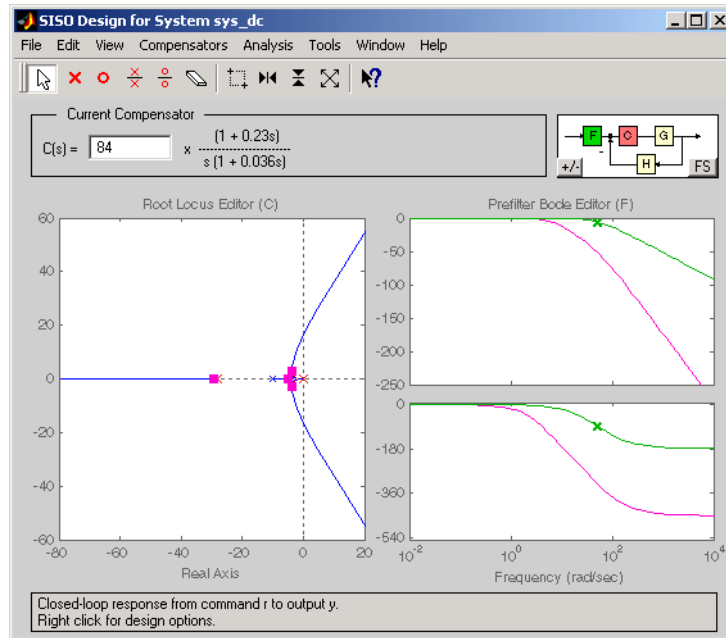 SISO Design for System sys_dc
File Edit View Compensators Analysis Tools Window Help
Current Compensator
C(s) = 84 x (1 + 0.23s)
s (1 + 0.036s)
F C G
H
+/- FS
Root Locus Editor (C)
60
40
20
0
-20
-40
-60
-80 -60 -40 -20 0 20
Real Axis
Prefilter Bode Editor (F)
0
-50
-100
-150
-200
-250
0
-180
-360
-540
10^-2 10^0 10^2 10^4
Frequency (rad/sec)
Closed-loop response from command r to output y.
Right click for design options.